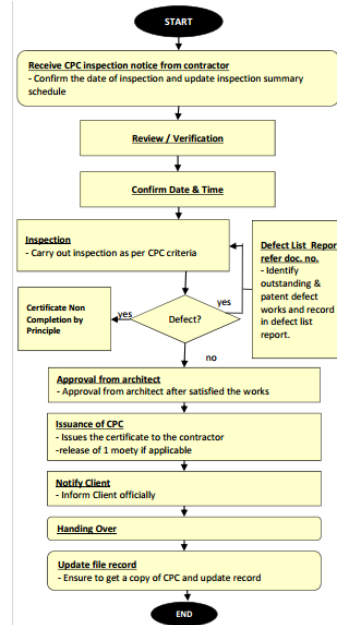 START
Receive CPC inspection notice from contractor
- Confirm the date of inspection and update inspection summary
schedule
Review / Verification
Confirm Date & Time
Inspection
- Carry out inspection as per CPC criteria
Defect List Report
refer doc. no.
- Identify
outstanding &
patent defect
works and record
in defect list
report.
Certificate Non
Completion by
Principle
yes
Defect?
yes
no
Approval from architect
- Approval from architect after satisfied the works
Issuance of CPC
- Issues the certificate to the contractor
-release of 1 moety if applicable
Notify Client
- Inform Client officially
Handing Over
Update file record
- Ensure to get a copy of CPC and update record
END